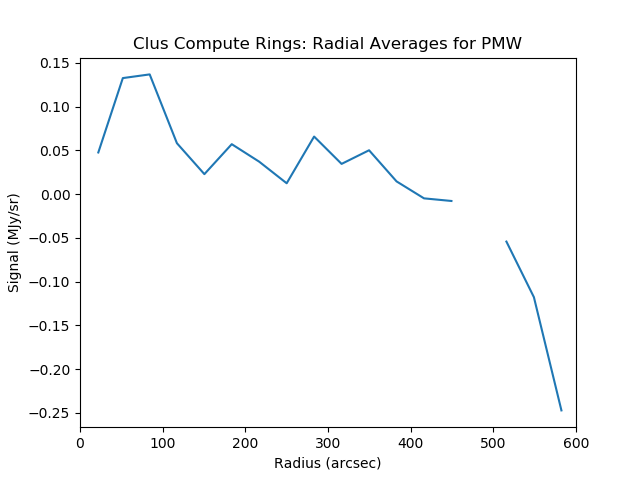 Clus Compute Rings: Radial Averages for PMW
0.15
0.10
0.05
0.00
−0.05
−0.10
−0.15
−0.20
−0.25
Signal (MJy/sr)
0 100 200 300 400 500 600
Radius (arcsec)